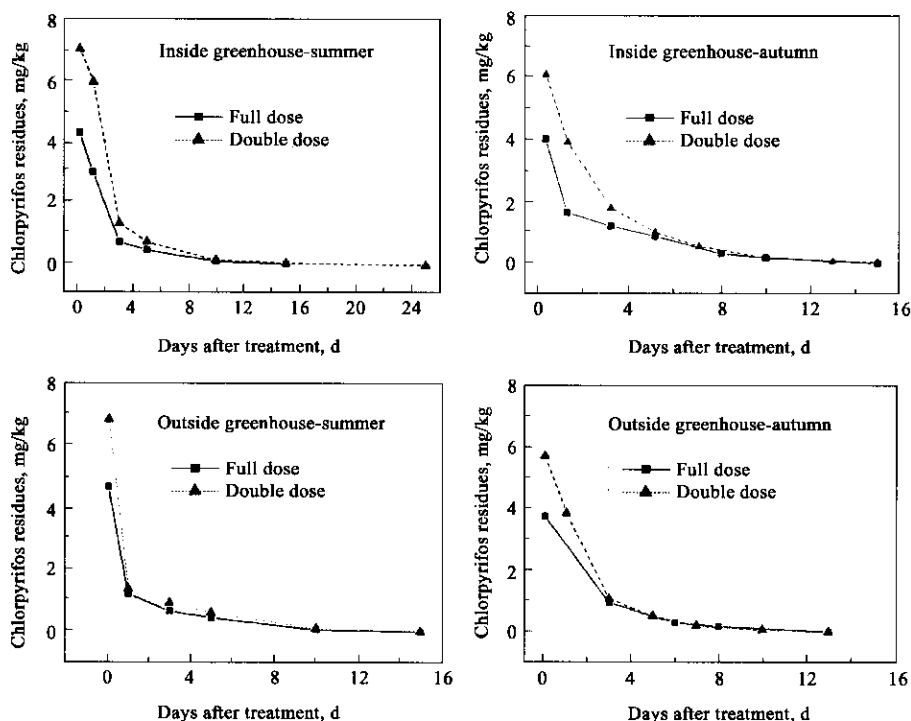 Chlorpyrifos residues, mg/kg
8
6
4
2
0
Inside greenhouse-summer
Full dose
Double dose
0 4 8 12 16 20 24
Days after treatment, d
Chlorpyrifos residues, mg/kg
8
6
4
2
0
Inside greenhouse-autumn
Full dose
Double dose
0 4 8 12 16
Days after treatment, d
Chlorpyrifos residues, mg/kg
8
6
4
2
0
Outside greenhouse-summer
Full dose
Double dose
0 4 8 12 16
Days after treatment, d
Chlorpyrifos residues, mg/kg
8
6
4
2
0
Outside greenhouse-autumn
Full dose
Double dose
0 4 8 12 16
Days after treatment, d